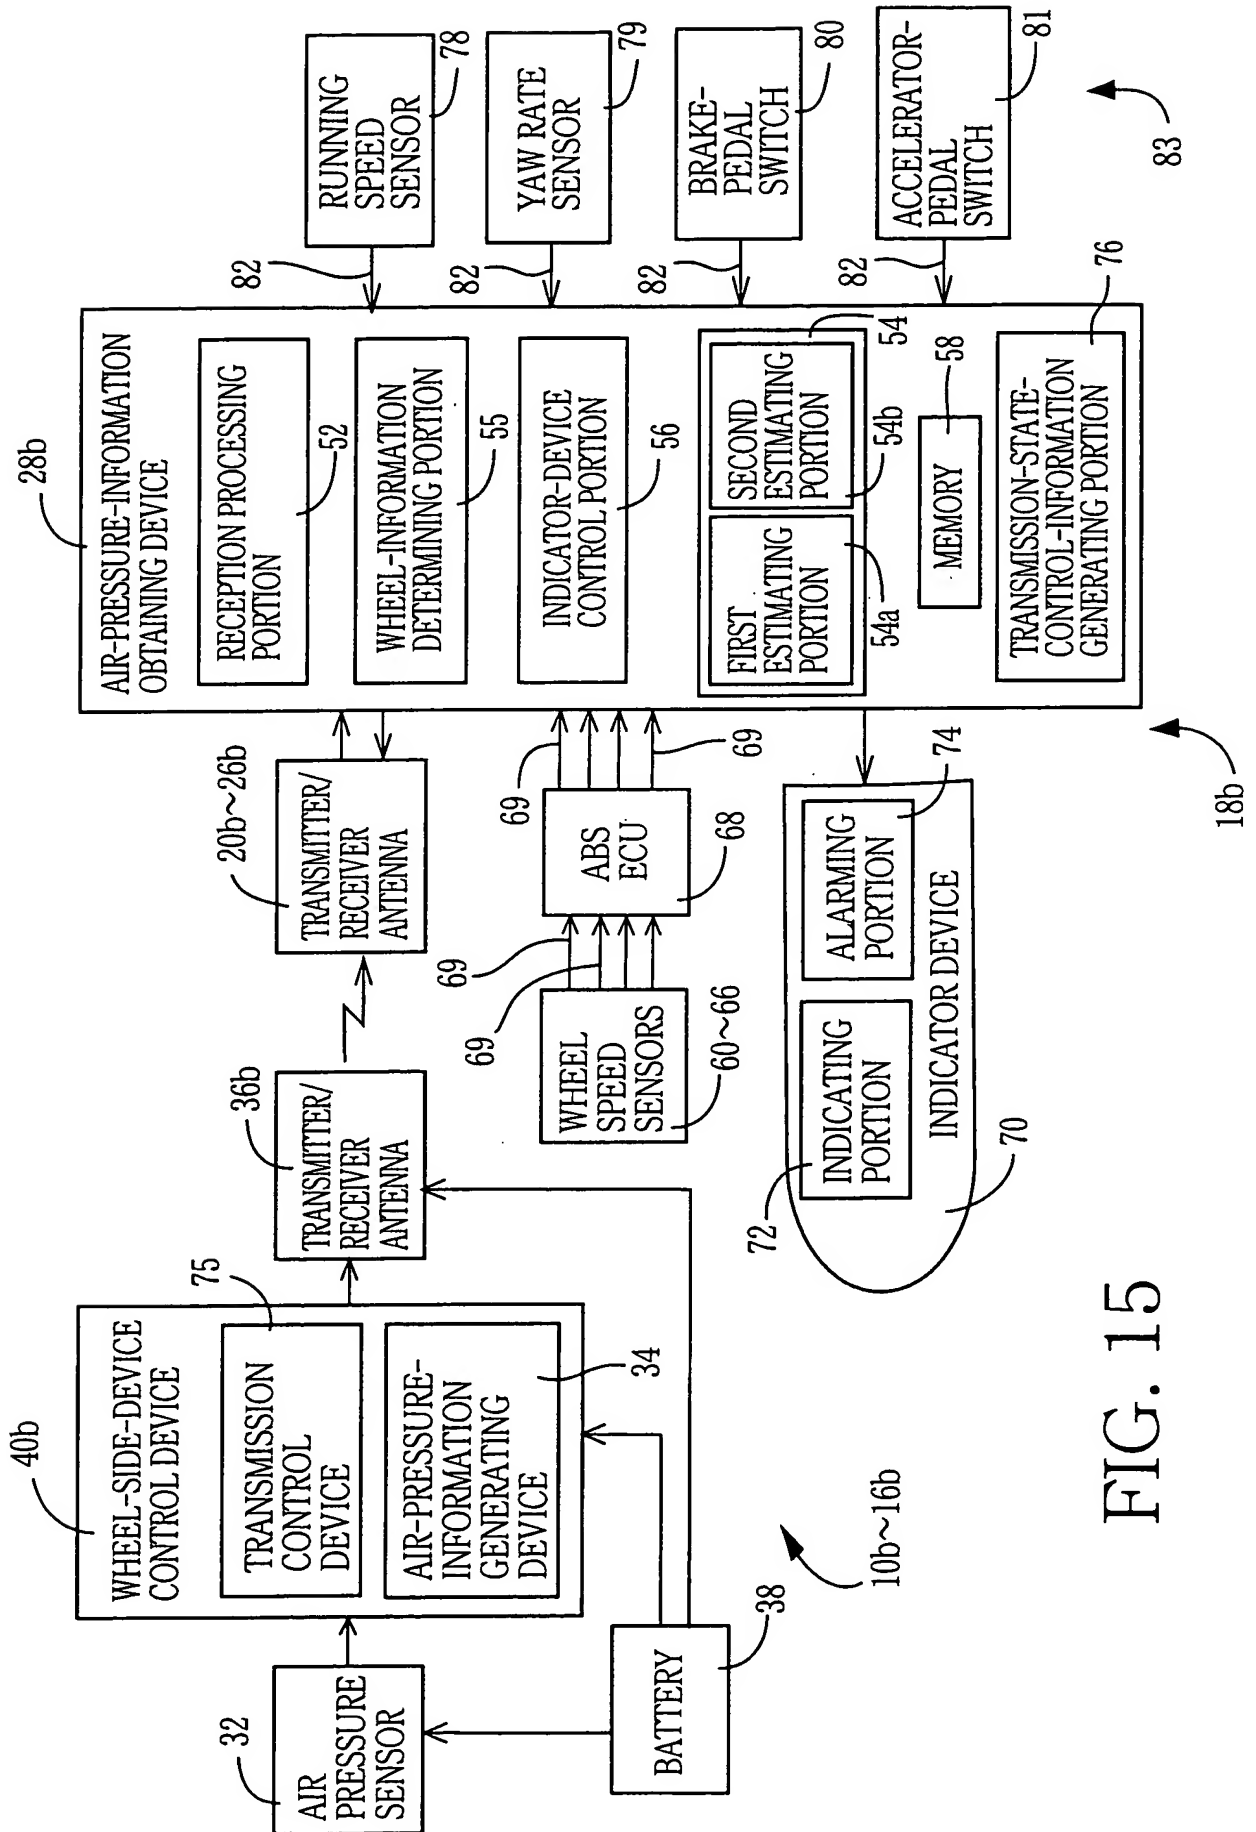 40b
WHEEL-SIDE-DEVICE
CONTROL DEVICE
75
TRANSMISSION
CONTROL
DEVICE
AIR-PRESSURE-
INFORMATION
GENERATING
DEVICE
34
32
AIR
PRESSURE
SENSOR
BATTERY
38
10b~16b
36b
TRANSMITTER/
RECEIVER
ANTENNA
20b~26b
TRANSMITTER/
RECEIVER
ANTENNA
WHEEL
SPEED
SENSORS
60~66
69
69
ABS
ECU
68
69
69
72
INDICATING
PORTION
ALARMING
PORTION
74
INDICATOR DEVICE
70
28b
AIR-PRESSURE-INFORMATION
OBTAINING DEVICE
RECEPTION PROCESSING
PORTION
52
WHEEL-INFORMATION
DETERMINING PORTION
55
INDICATOR-DEVICE
CONTROL PORTION
56
FIRST
ESTIMATING
PORTION
54a
SECOND
ESTIMATING
PORTION
54b
54
MEMORY
58
TRANSMISSION-STATE-
CONTROL-INFORMATION
GENERATING PORTION
76
18b
82
RUNNING
SPEED
SENSOR
78
82
YAW RATE
SENSOR
79
82
BRAKE-
PEDAL
SWITCH
80
82
ACCELERATOR-
PEDAL
SWITCH
81
83
FIG. 15